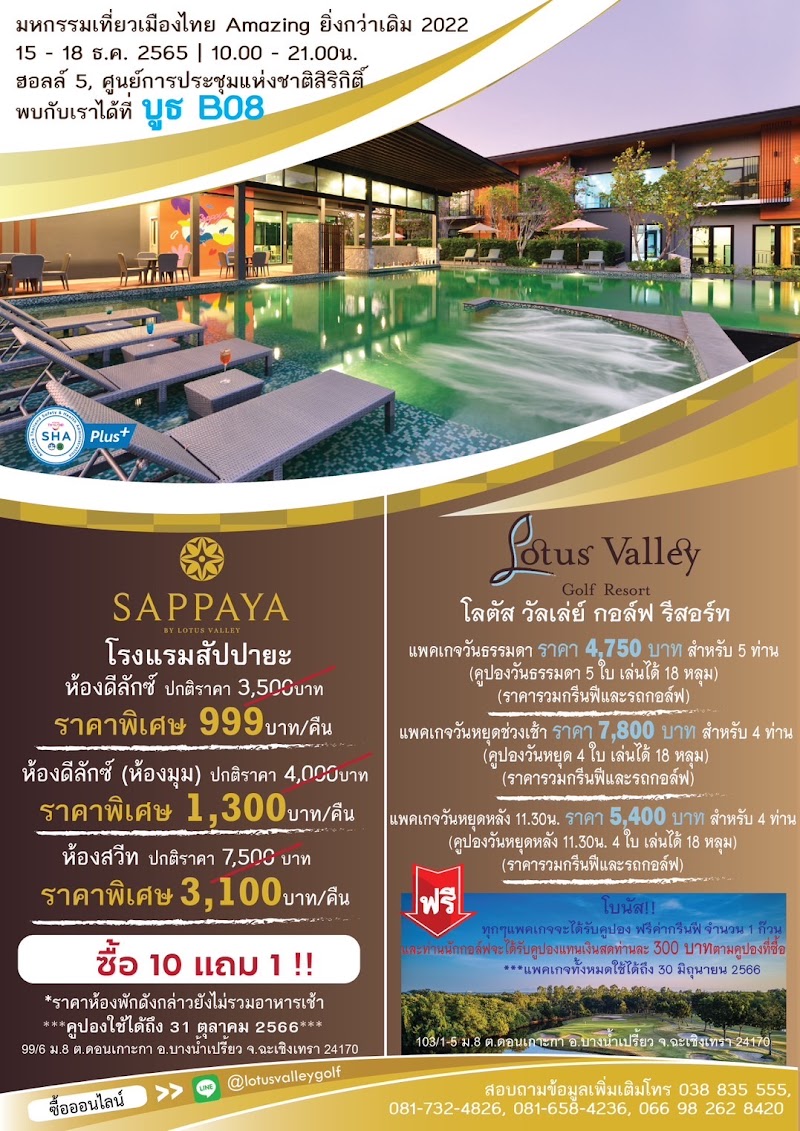 มหกรรมเที่ยวเมืองไทย Amazing ยิ่งกว่าเดิม 2022
15 - 18 ธ.ค. 2565 | 10.00 - 21.00น.
ฮอลล์ 5, ศูนย์การประชุมแห่งชาติสิริกิติ์
พบกับเราได้ที่ บูธ B08
SHA Plus+
SAPPAYA
BY LOTUS VALLEY
โรงแรมสัปปายะ
ห้องดีลักซ์ ปกติราคา 3,500บาท
ราคาพิเศษ 999บาท/คืน
ห้องดีลักซ์ (ห้องมุม) ปกติราคา 4,000บาท
ราคาพิเศษ 1,300บาท/คืน
ห้องสวีท ปกติราคา 7,500 บาท
ราคาพิเศษ 3,100บาท/คืน
ซื้อ 10 แถม 1 !!
*ราคาห้องพักดังกล่าวยังไม่รวมอาหารเช้า
***คูปองใช้ได้ถึง 31 ตุลาคม 2566***
99/6 ม.8 ต.ดอนเกาะกา อ.บางน้ำเปรี้ยว จ.ฉะเชิงเทรา 24170
Lotus Valley
Golf Resort
โลตัส วัลเล่ย์ กอล์ฟ รีสอร์ท
แพคเกจวันธรรมดา ราคา 4,750 บาท สำหรับ 5 ท่าน
(คูปองวันธรรมดา 5 ใบ เล่นได้ 18 หลุม)
(ราคารวมกรีนฟีและรถกอล์ฟ)
แพคเกจวันหยุดช่วงเช้า ราคา 7,800 บาท สำหรับ 4 ท่าน
(คูปองวันหยุด 4 ใบ เล่นได้ 18 หลุม)
(ราคารวมกรีนฟีและรถกอล์ฟ)
แพคเกจวันหยุดหลัง 11.30น. ราคา 5,400 บาท สำหรับ 4 ท่าน
(คูปองวันหยุดหลัง 11.30น. 4 ใบ เล่นได้ 18 หลุม)
(ราคารวมกรีนฟีและรถกอล์ฟ)
ฟรี
โบนัส!!
ทุกๆแพคเกจจะได้รับคูปอง ฟรีค่ากรีนฟี จำนวน 1 ก๊วน
และท่านนักกอล์ฟจะได้รับคูปองแทนเงินสดท่านละ 300 บาทตามคูปองที่ซื้อ
***แพคเกจทั้งหมดใช้ได้ถึง 30 มิถุนายน 2566
103/1-5 ม.8 ต.ดอนเกาะกา อ.บางน้ำเปรี้ยว จ.ฉะเชิงเทรา 24170
ซื้อออนไลน์ >> LINE @lotusvalleygolf
สอบถามข้อมูลเพิ่มเติมโทร 038 835 555,
081-732-4826, 081-658-4236, 066 98 262 8420